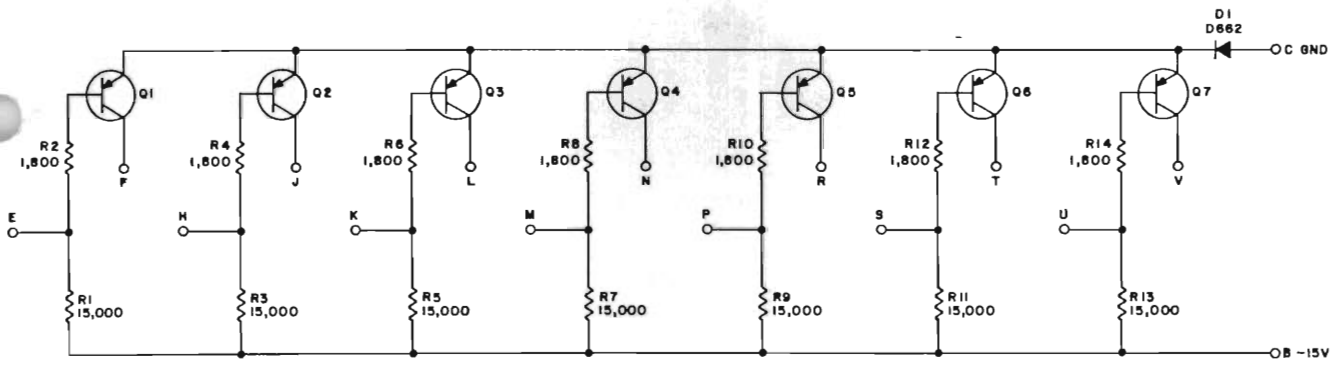 D1
D662
C GND
Q1
Q2
Q3
Q4
Q5
Q6
Q7
R2
1,800
R4
1,800
R6
1,800
R8
1,800
R10
1,800
R12
1,800
R14
1,800
F
J
L
N
R
T
V
E
H
K
M
P
S
U
R1
15,000
R3
15,000
R5
15,000
R7
15,000
R9
15,000
R11
15,000
R13
15,000
B -15V